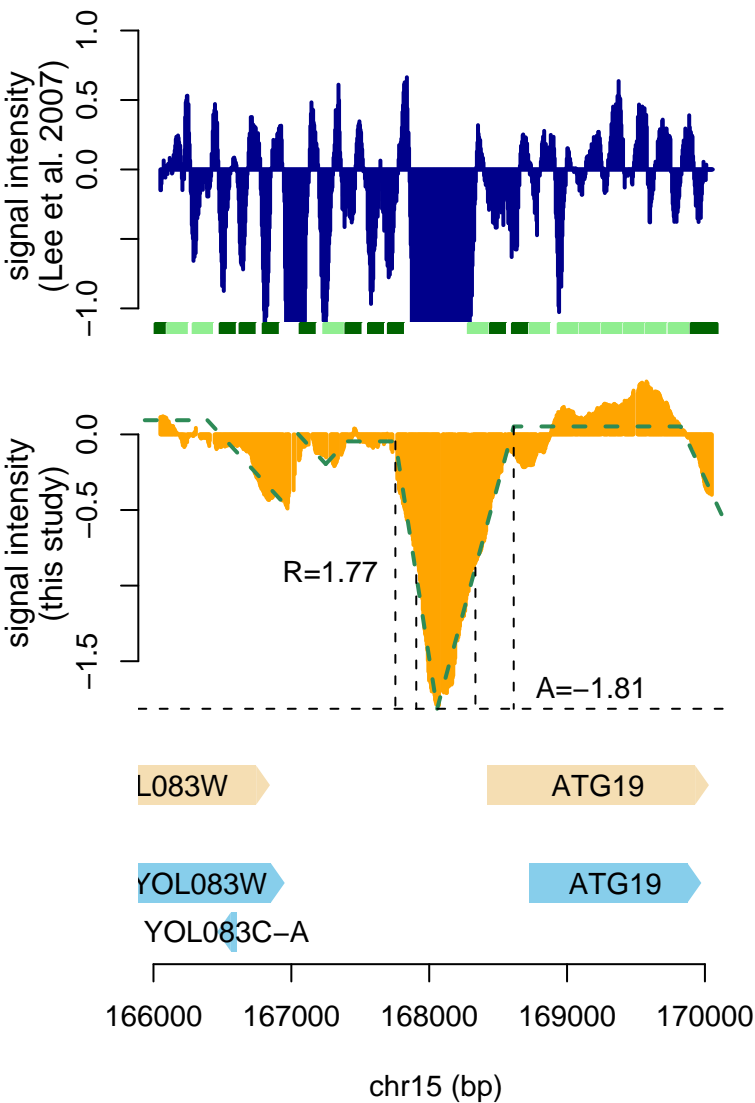 signal intensity
(Lee et al. 2007)
1.0
0.5
0.0
−1.0
signal intensity
(this study)
0.0
−0.5
−1.5
R=1.77
A=−1.81
L083W
ATG19
YOL083W
ATG19
YOL083C−A
166000 167000 168000 169000 170000
chr15 (bp)